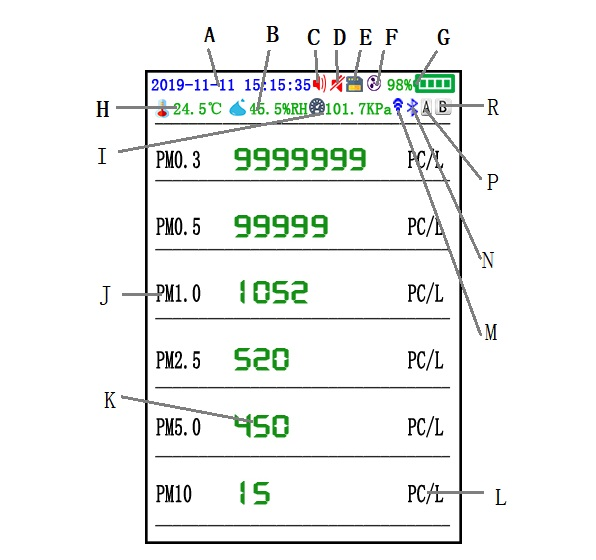 A B C D E F G
2019-11-11 15:15:35 98%
H 24.5℃ 45.5%RH 101.7KPa A B R
I
PM0.3 9999999 PC/L
P
PM0.5 99999 PC/L
N
J PM1.0 1052 PC/L
M
PM2.5 520 PC/L
K
PM5.0 450 PC/L
PM10 15 PC/L L